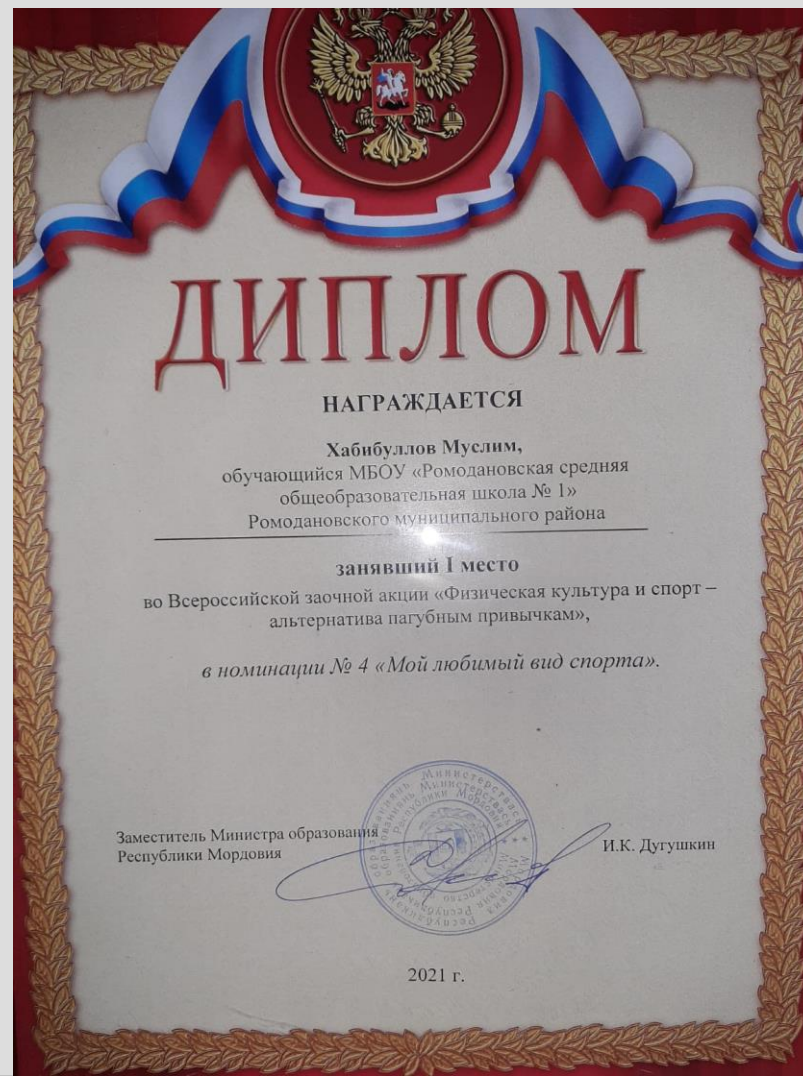 ДИПЛОМ
НАГРАЖДАЕТСЯ
Хабибуллов Муслим,
обучающийся МБОУ «Ромодановская средняя
общеобразовательная школа № 1»
Ромодановского муниципального района
занявший I место
во Всероссийской заочной акции «Физическая культура и спорт –
альтернатива пагубным привычкам»,
в номинации № 4 «Мой любимый вид спорта».
Заместитель Министра образования
Республики Мордовия
И.К. Дугушкин
2021 г.